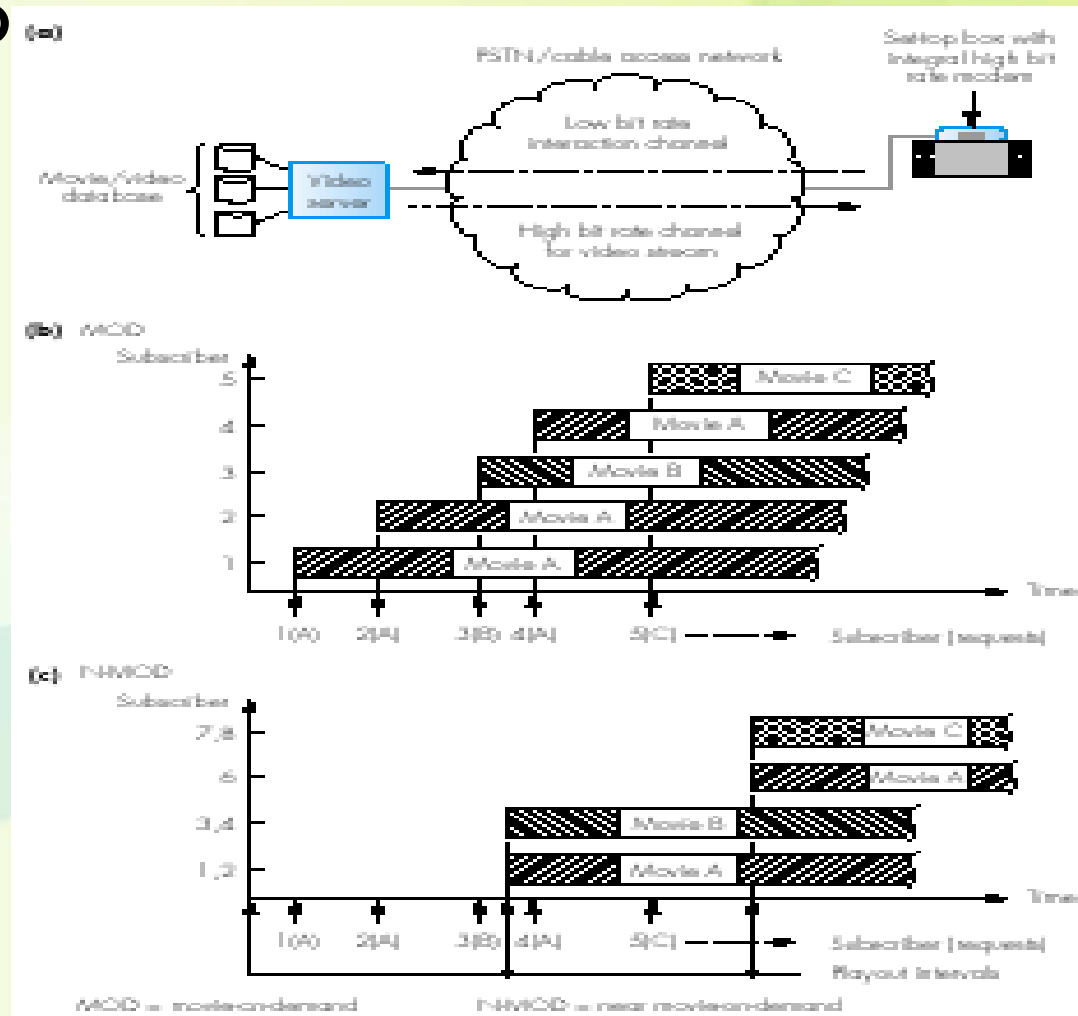 (a)
PSTN/cable access network
Set-top box with
integral high bit
rate modem
Low bit rate
interaction channel
Movie/video
database
Video
server
High bit rate channel
for video stream
(b) MOD
Subscriber
5
Movie C
4
Movie A
3
Movie B
2
Movie A
1
Movie A
Time
1(A) 2(A) 3(B) 4(A) 5(C) Subscriber (requests)
(c) N-MOD
Subscriber
7,8
Movie C
6
Movie A
3,4
Movie B
1,2
Movie A
Time
1(A) 2(A) 3(B) 4(A) 5(C) Subscriber (requests)
Playout intervals
MOD = movie-on-demand N-MOD = near movie-on-demand